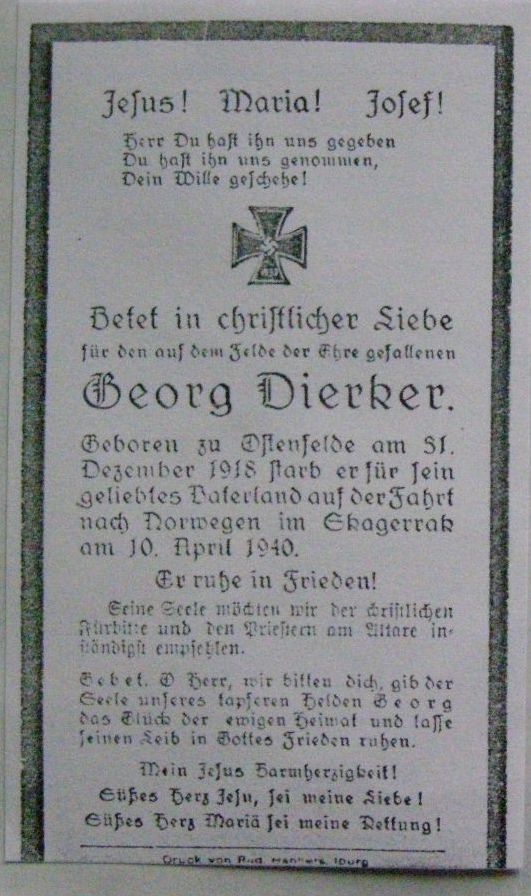 Jesus! Maria! Josef!
Herr Du hast ihn uns gegeben
Du hast ihn uns genommen,
Dein Wille geschehe!
1939
Betet in christlicher Liebe
für den auf dem Felde der Ehre gefallenen
Georg Dierker.
Geboren zu Ostenfelde am 31.
Dezember 1918 starb er für sein
geliebtes Vaterland auf der Fahrt
nach Norwegen im Skagerrak
am 10. April 1940.
Er ruhe in Frieden!
Seine Seele möchten wir der christlichen
Fürbitte und den Priestern am Altare in-
ständigst empfehlen.
Gebet. O Herr, wir bitten dich, gib der
Seele unseres tapferen Helden Georg
das Glück der ewigen Heimat und lasse
seinen Leib in Gottes Frieden ruhen.
Mein Jesus Barmherzigkeit!
Süßes Herz Jesu, sei meine Liebe!
Süßes Herz Mariä sei meine Rettung!
Druck von Rud. Iburg